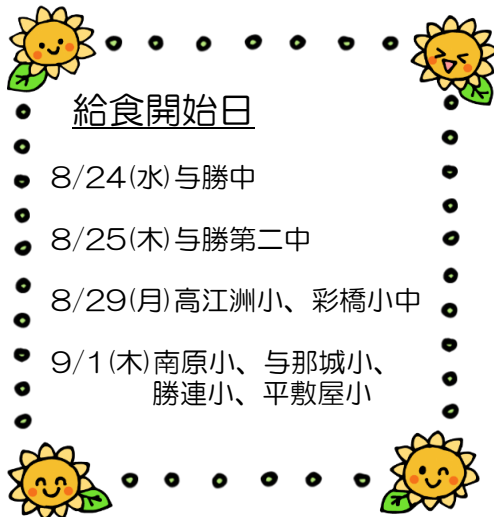 給食開始日
8/24(水)与勝中
8/25(木)与勝第二中
8/29(月)高江洲小、彩橋小中
9/1(木)南原小、与那城小、
勝連小、平敷屋小